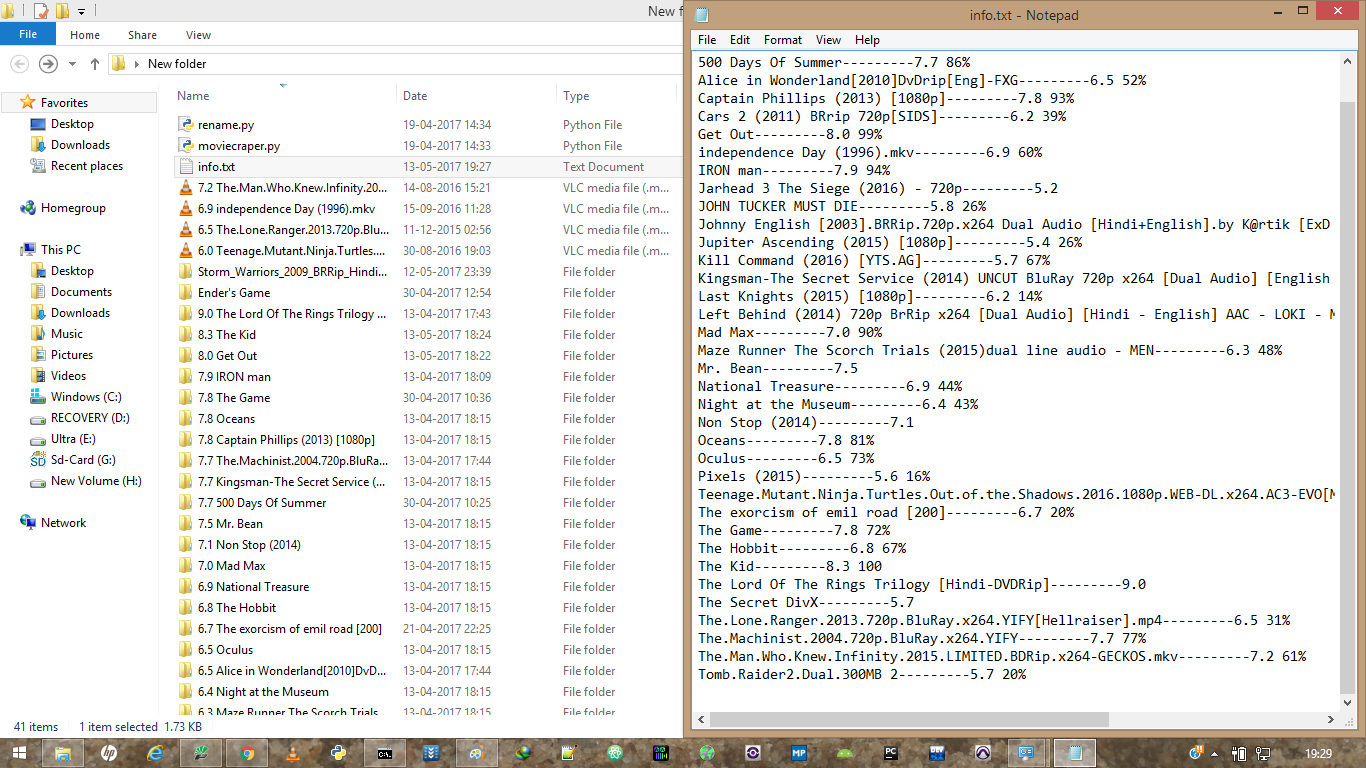 New f
File Home Share View
New folder
Favorites
Desktop
Downloads
Recent places
Homegroup
This PC
Desktop
Documents
Downloads
Music
Pictures
Videos
Windows (C:)
RECOVERY (D:)
Ultra (E:)
Sd-Card (G:)
New Volume (H:)
Network
Name Date Type
rename.py 19-04-2017 14:34 Python File
moviecraper.py 19-04-2017 14:33 Python File
info.txt 13-05-2017 19:27 Text Document
7.2 The.Man.Who.Knew.Infinity.20... 14-08-2016 15:21 VLC media file (.m...
6.9 independence Day (1996).mkv 15-09-2016 11:28 VLC media file (.m...
6.5 The.Lone.Ranger.2013.720p.Blu... 11-12-2015 02:56 VLC media file (.m...
6.0 Teenage.Mutant.Ninja.Turtles.... 30-08-2016 19:03 VLC media file (.m...
Storm_Warriors_2009_BRRip_Hindi... 12-05-2017 23:39 File folder
Ender's Game 30-04-2017 12:54 File folder
9.0 The Lord Of The Rings Trilogy ... 13-04-2017 17:43 File folder
8.3 The Kid 13-05-2017 18:24 File folder
8.0 Get Out 13-05-2017 18:22 File folder
7.9 IRON man 13-04-2017 18:09 File folder
7.8 The Game 30-04-2017 10:36 File folder
7.8 Oceans 13-04-2017 18:15 File folder
7.8 Captain Phillips (2013) [1080p] 13-04-2017 18:15 File folder
7.7 The.Machinist.2004.720p.BluRa... 13-04-2017 17:44 File folder
7.7 Kingsman-The Secret Service (... 13-04-2017 18:15 File folder
7.7 500 Days Of Summer 30-04-2017 10:25 File folder
7.5 Mr. Bean 13-04-2017 18:15 File folder
7.1 Non Stop (2014) 13-04-2017 18:15 File folder
7.0 Mad Max 13-04-2017 18:15 File folder
6.9 National Treasure 13-04-2017 18:15 File folder
6.8 The Hobbit 13-04-2017 18:15 File folder
6.7 The exorcism of emil road [200] 21-04-2017 22:25 File folder
6.5 Oculus 13-04-2017 18:15 File folder
6.5 Alice in Wonderland[2010]DvD... 13-04-2017 17:44 File folder
6.4 Night at the Museum 13-04-2017 18:15 File folder
6.3 Maze Runner The Scorch Trials 13-04-2017 18:15 File folder
41 items 1 item selected 1.73 KB
info.txt - Notepad
File Edit Format View Help
500 Days Of Summer---------7.7 86%
Alice in Wonderland[2010]DvDrip[Eng]-FXG---------6.5 52%
Captain Phillips (2013) [1080p]---------7.8 93%
Cars 2 (2011) BRrip 720p[SIDS]---------6.2 39%
Get Out---------8.0 99%
independence Day (1996).mkv---------6.9 60%
IRON man---------7.9 94%
Jarhead 3 The Siege (2016) - 720p---------5.2
JOHN TUCKER MUST DIE---------5.8 26%
Johnny English [2003].BRRip.720p.x264 Dual Audio [Hindi+English].by K@rtik [ExD
Jupiter Ascending (2015) [1080p]---------5.4 26%
Kill Command (2016) [YTS.AG]---------5.7 67%
Kingsman-The Secret Service (2014) UNCUT BluRay 720p x264 [Dual Audio] [English
Last Knights (2015) [1080p]---------6.2 14%
Left Behind (2014) 720p BrRip x264 [Dual Audio] [Hindi - English] AAC - LOKI - M
Mad Max---------7.0 90%
Maze Runner The Scorch Trials (2015)dual line audio - MEN---------6.3 48%
Mr. Bean---------7.5
National Treasure---------6.9 44%
Night at the Museum---------6.4 43%
Non Stop (2014)---------7.1
Oceans---------7.8 81%
Oculus---------6.5 73%
Pixels (2015)---------5.6 16%
Teenage.Mutant.Ninja.Turtles.Out.of.the.Shadows.2016.1080p.WEB-DL.x264.AC3-EVO[M
The exorcism of emil road [200]---------6.7 20%
The Game---------7.8 72%
The Hobbit---------6.8 67%
The Kid---------8.3 100
The Lord Of The Rings Trilogy [Hindi-DVDRip]---------9.0
The Secret DivX---------5.7
The.Lone.Ranger.2013.720p.BluRay.x264.YIFY[Hellraiser].mp4---------6.5 31%
The.Machinist.2004.720p.BluRay.x264.YIFY---------7.7 77%
The.Man.Who.Knew.Infinity.2015.LIMITED.BDRip.x264-GECKOS.mkv---------7.2 61%
Tomb.Raider2.Dual.300MB 2---------5.7 20%
19:29